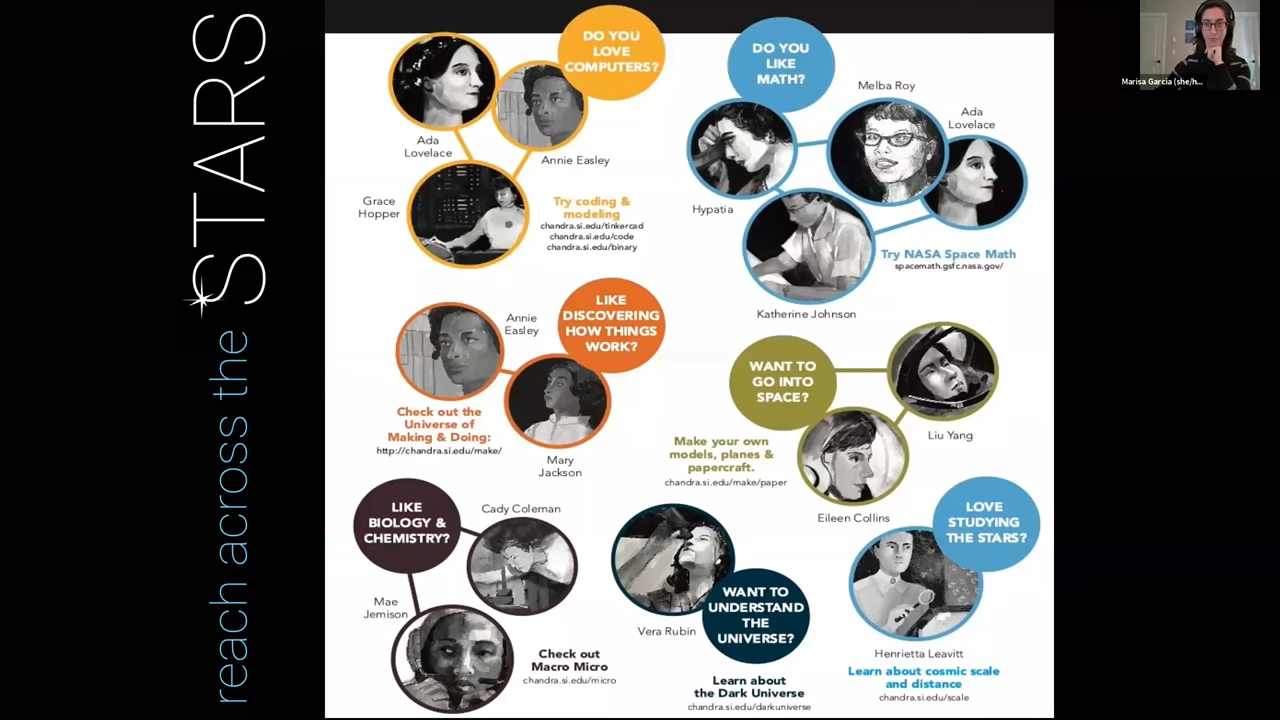 reach across the STARS
DO YOU
LOVE
COMPUTERS?
Ada
Lovelace
Annie Easley
Grace
Hopper
Try coding &
modeling
chandra.si.edu/tinkercad
chandra.si.edu/code
chandra.si.edu/binary
DO YOU
LIKE
MATH?
Melba Roy
Ada
Lovelace
Hypatia
Katherine Johnson
Try NASA Space Math
spacemath.gsfc.nasa.gov/
LIKE
DISCOVERING
HOW THINGS
WORK?
Annie
Easley
Mary
Jackson
Check out the
Universe of
Making & Doing:
http://chandra.si.edu/make/
WANT TO
GO INTO
SPACE?
Liu Yang
Eileen Collins
Make your own
models, planes &
papercraft.
chandra.si.edu/make/paper
LIKE
BIOLOGY &
CHEMISTRY?
Cady Coleman
Mae
Jemison
Check out
Macro Micro
chandra.si.edu/micro
Vera Rubin
WANT TO
UNDERSTAND
THE
UNIVERSE?
Learn about
the Dark Universe
chandra.si.edu/darkuniverse
LOVE
STUDYING
THE STARS?
Henrietta Leavitt
Learn about cosmic scale
and distance
chandra.si.edu/scale
Marisa Garcia (she/h...